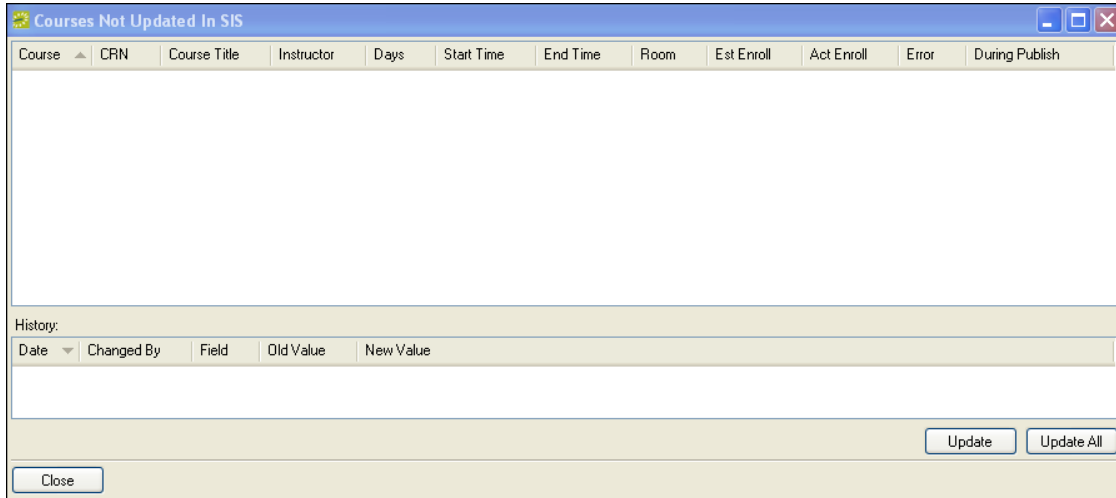 Courses Not Updated In SIS
Course CRN Course Title Instructor Days Start Time End Time Room Est Enroll Act Enroll Error During Publish
History:
Date Changed By Field Old Value New Value
Update Update All
Close